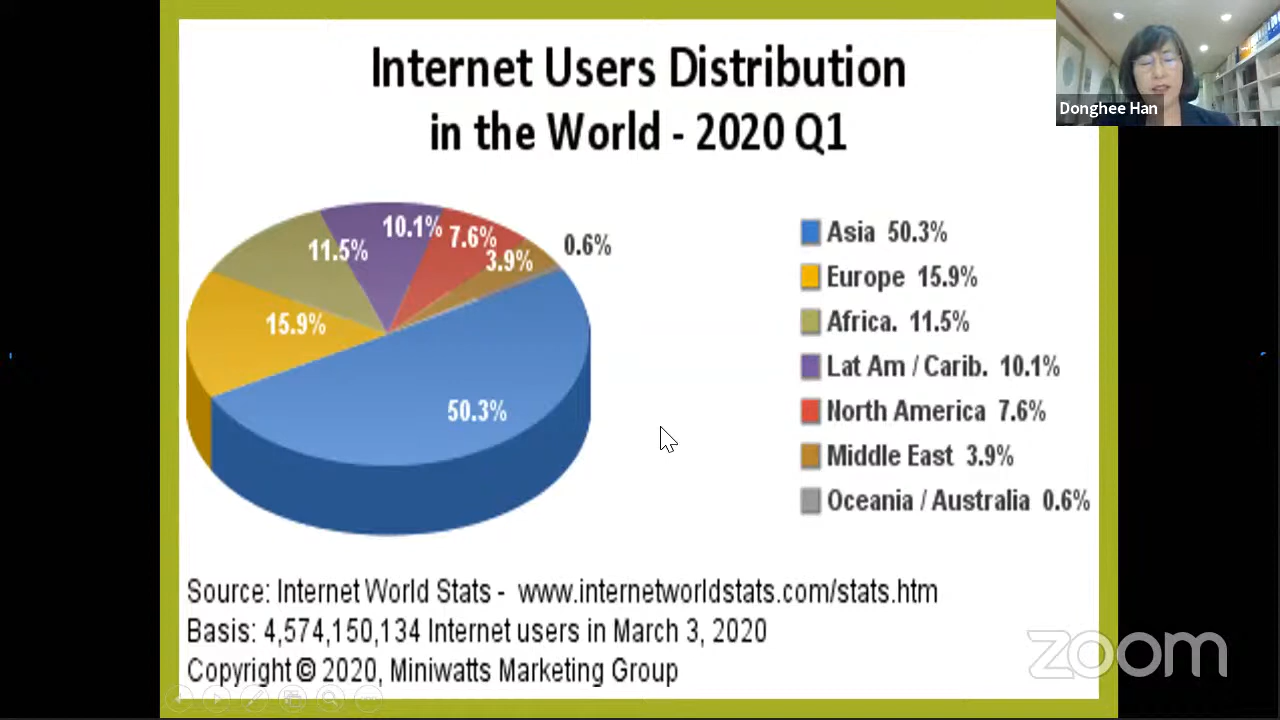 Internet Users Distribution
in the World - 2020 Q1
Donghee Han
10.1%
7.6%
0.6%
11.5%
3.9%
15.9%
50.3%
Asia 50.3%
Europe 15.9%
Africa. 11.5%
Lat Am / Carib. 10.1%
North America 7.6%
Middle East 3.9%
Oceania / Australia 0.6%
Source: Internet World Stats - www.internetworldstats.com/stats.htm
Basis: 4,574,150,134 Internet users in March 3, 2020
Copyright © 2020, Miniwatts Marketing Group
zoom